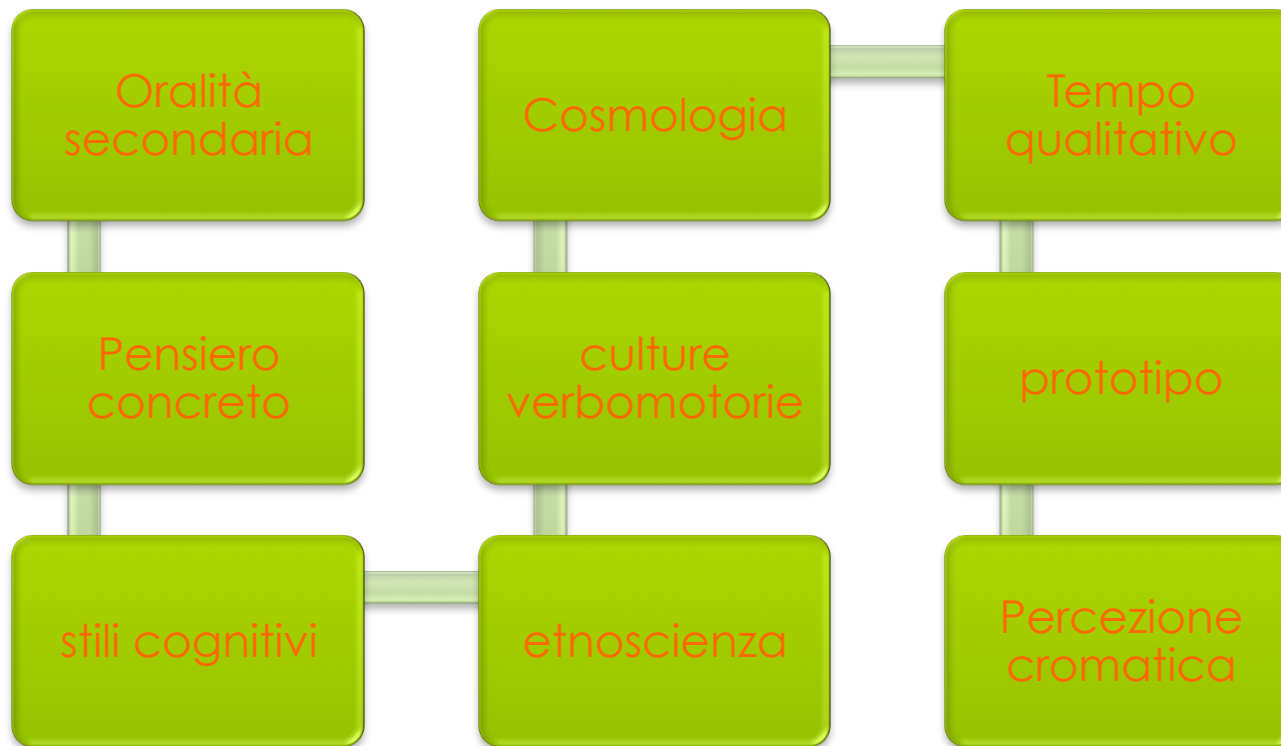 Oralità
secondaria
Pensiero
concreto
stili cognitivi
etnoscienza
culture
verbomotorie
Cosmologia
Tempo
qualitativo
prototipo
Percezione
cromatica